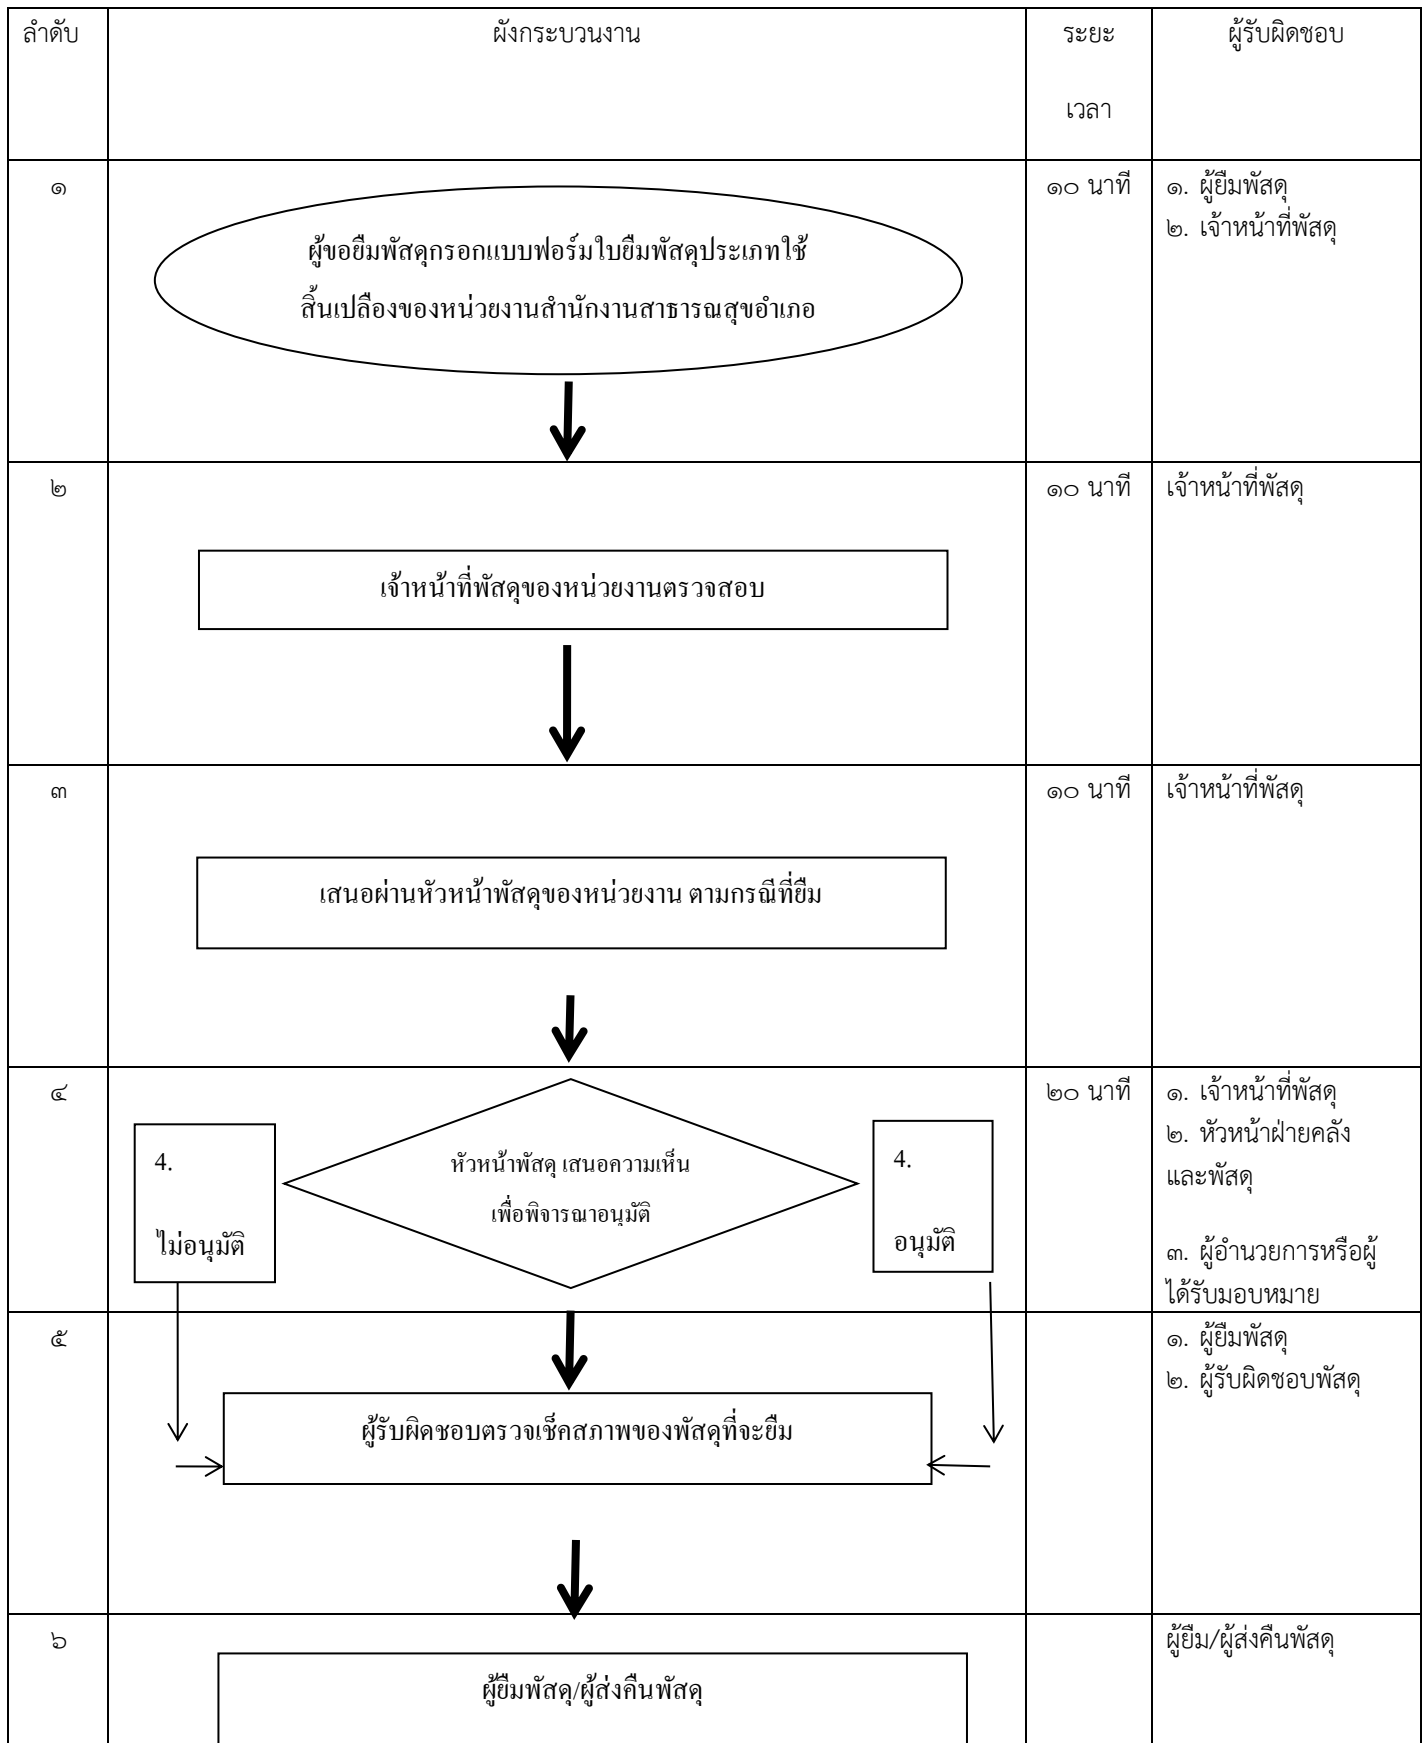 ลำดับ
ผังกระบวนงาน
ระยะ
เวลา
ผู้รับผิดชอบ
๑
ผู้ขอยืมพัสดุกรอกแบบฟอร์มใบยืมพัสดุประเภทใช้
สิ้นเปลืองของหน่วยงานสำนักงานสาธารณสุขอำเภอ
๑๐ นาที
๑. ผู้ยืมพัสดุ
๒. เจ้าหน้าที่พัสดุ
๒
เจ้าหน้าที่พัสดุของหน่วยงานตรวจสอบ
๑๐ นาที
เจ้าหน้าที่พัสดุ
๓
เสนอผ่านหัวหน้าพัสดุของหน่วยงาน ตามกรณีที่ยืม
๑๐ นาที
เจ้าหน้าที่พัสดุ
๔
4.
ไม่อนุมัติ
หัวหน้าพัสดุ เสนอความเห็น
เพื่อพิจารณาอนุมัติ
4.
อนุมัติ
๒๐ นาที
๑. เจ้าหน้าที่พัสดุ
๒. หัวหน้าฝ่ายคลัง
และพัสดุ
๓. ผู้อำนวยการหรือผู้
ได้รับมอบหมาย
๕
ผู้รับผิดชอบตรวจเช็คสภาพของพัสดุที่จะยืม
๑. ผู้ยืมพัสดุ
๒. ผู้รับผิดชอบพัสดุ
๖
ผู้ยืมพัสดุ/ผู้ส่งคืนพัสดุ
ผู้ยืม/ผู้ส่งคืนพัสดุ